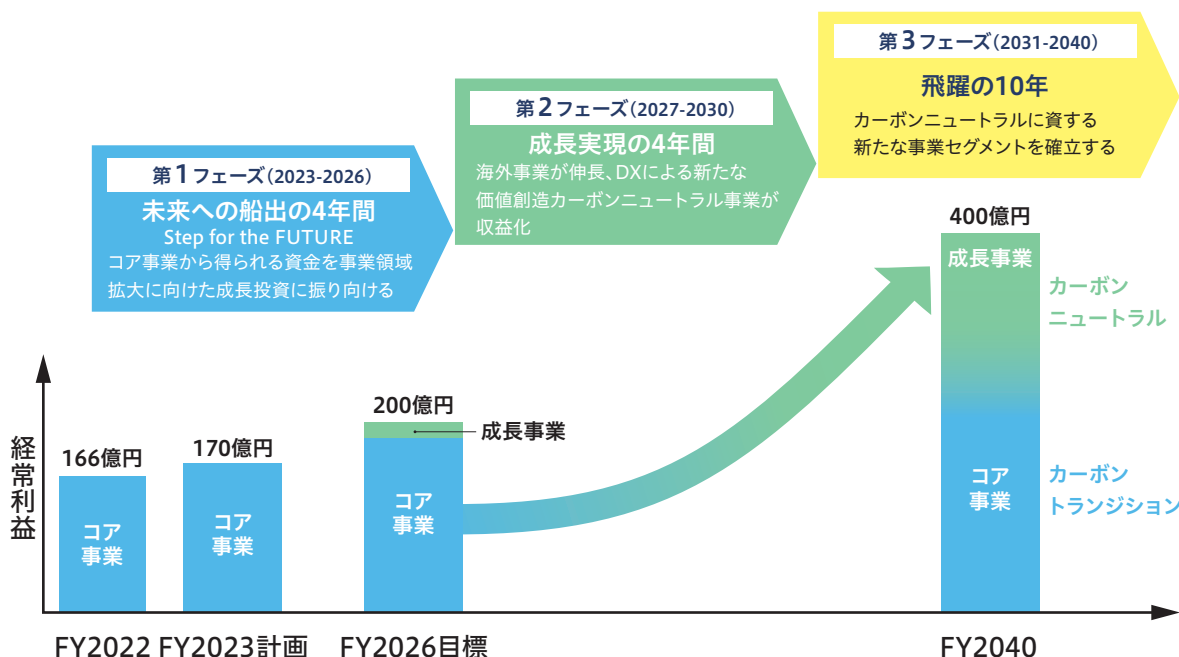 第1フェーズ(2023-2026)
未来への船出の4年間
Step for the FUTURE
コア事業から得られる資金を事業領域
拡大に向けた成長投資に振り向ける
第2フェーズ(2027-2030)
成長実現の4年間
海外事業が伸長、DXによる新たな
価値創造カーボンニュートラル事業が
収益化
第3フェーズ(2031-2040)
飛躍の10年
カーボンニュートラルに資する
新たな事業セグメントを確立する
経常利益
166億円
コア
事業
170億円
コア
事業
200億円
成長事業
コア
事業
400億円
成長事業
カーボン
ニュートラル
コア
事業
カーボン
トランジション
FY2022
FY2023計画
FY2026目標
FY2040